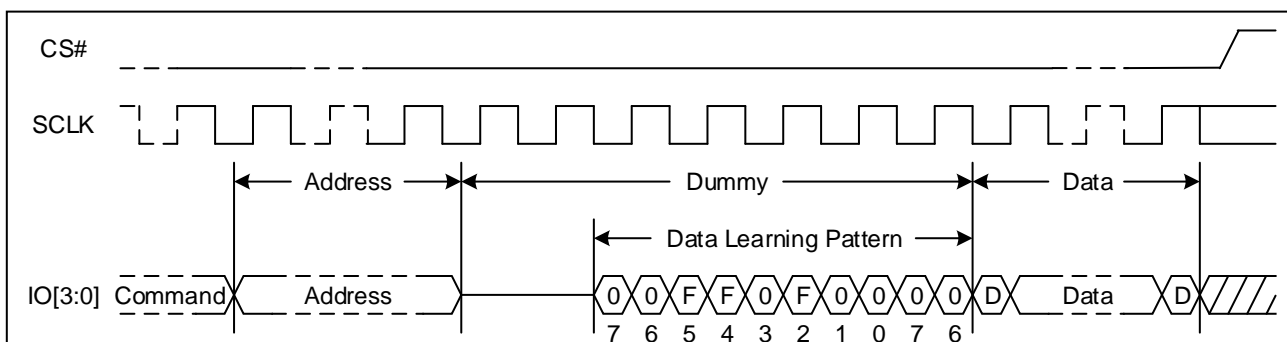 CS#
SCLK
Address Dummy Data
Data Learning Pattern
IO[3:0] Command Address 0 0 F F 0 F 0 0 0 0 D Data D
7 6 5 4 3 2 1 0 7 6